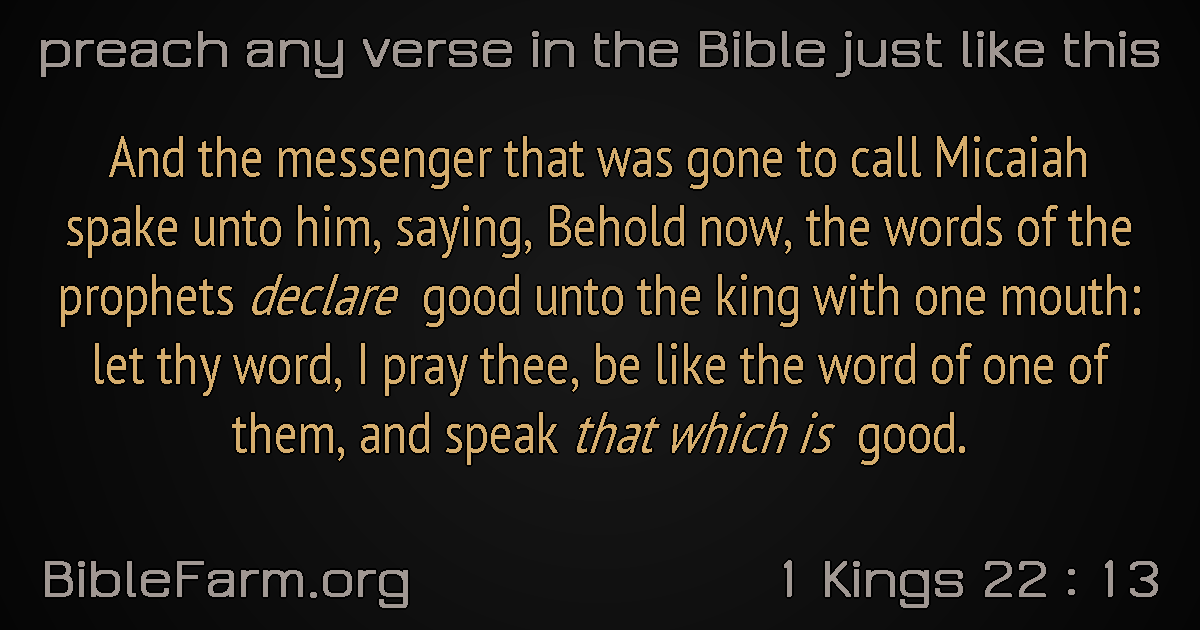 preach any verse in the Bible just like this
And the messenger that was gone to call Micaiah
spake unto him, saying, Behold now, the words of the
prophets declare good unto the king with one mouth:
let thy word, I pray thee, be like the word of one of
them, and speak that which is good.
BibleFarm.org
1 Kings 22 : 13